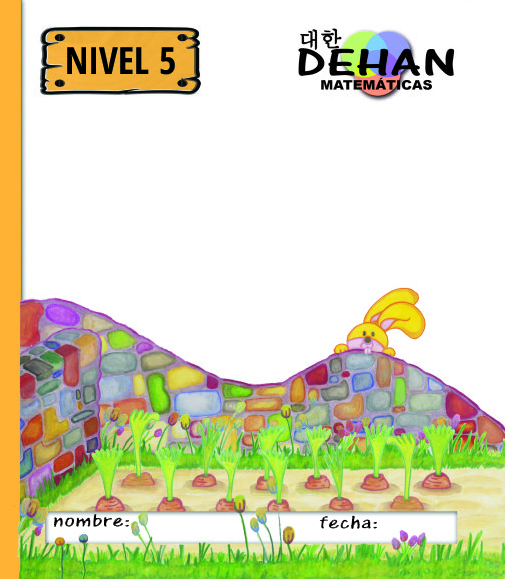 NIVEL 5
대한
DEHAN
MATEMÁTICAS
nombre:
fecha: